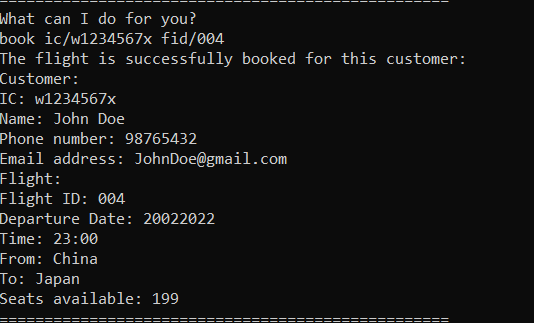 ==================================================
What can I do for you?
book ic/w1234567x fid/004
The flight is successfully booked for this customer:
Customer:
IC: w1234567x
Name: John Doe
Phone number: 98765432
Email address: JohnDoe@gmail.com
Flight:
Flight ID: 004
Departure Date: 20022022
Time: 23:00
From: China
To: Japan
Seats available: 199
==================================================